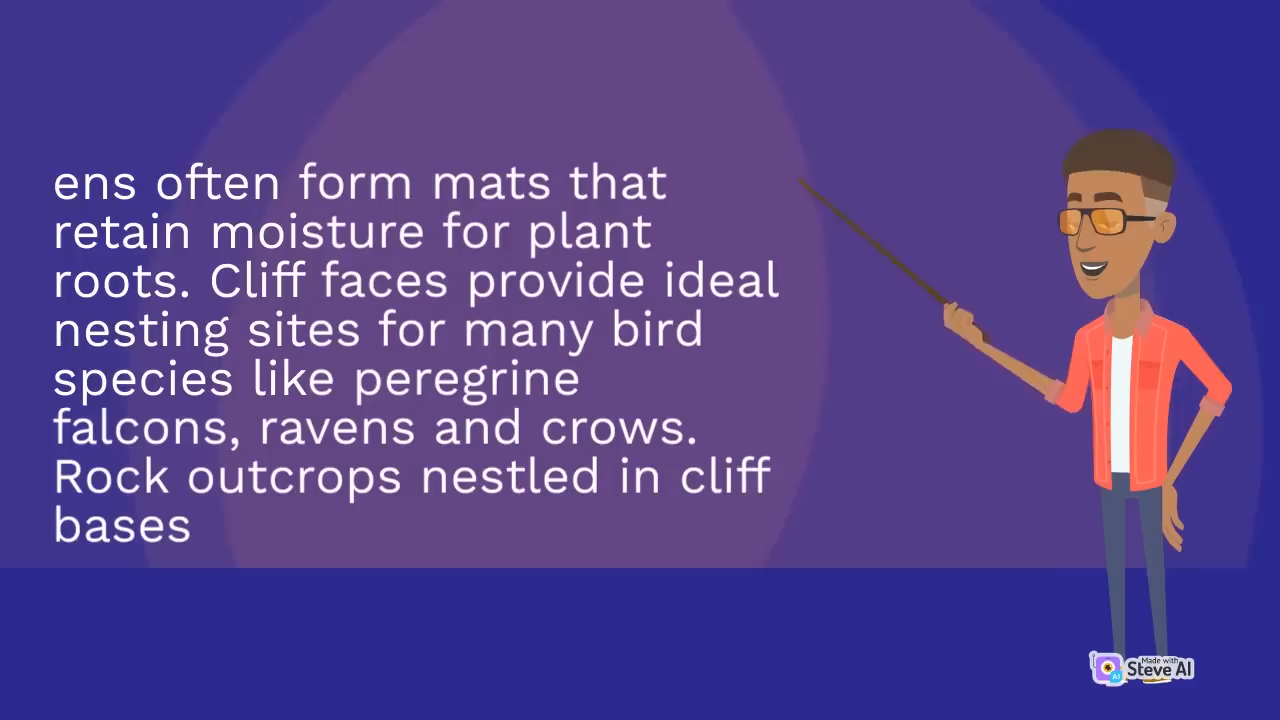 ens often form mats that
retain moisture for plant
roots. Cliff faces provide ideal
nesting sites for many bird
species like peregrine
falcons, ravens and crows.
Rock outcrops nestled in cliff
bases
Made with
Steve AI
AI